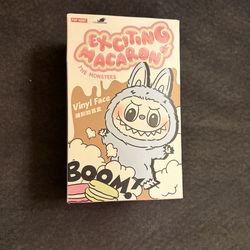 POP MART
EXCITING
MACARON
THE MONSTERS
Vinyl Face
BOOM!